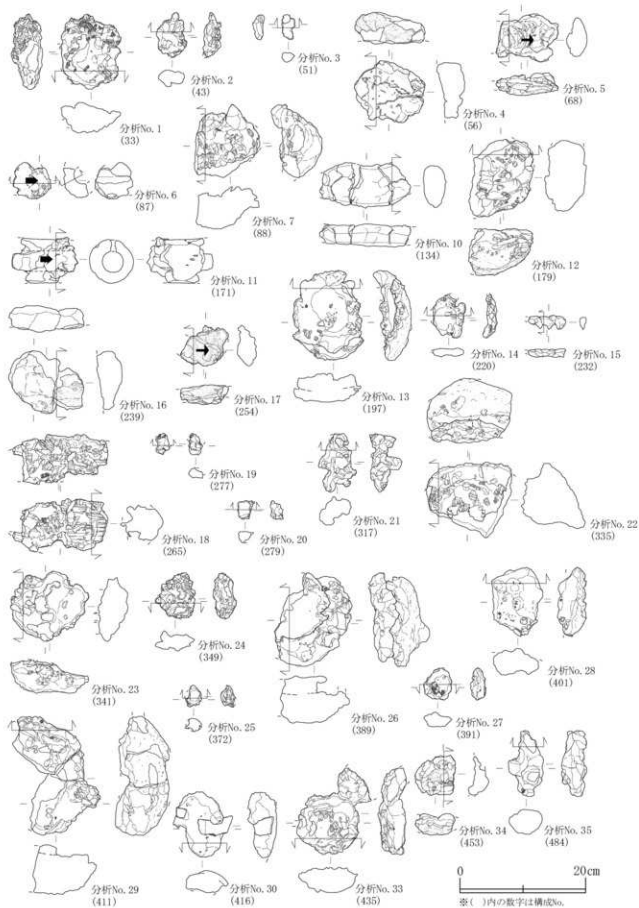 分析No. 1
(33)
分析No. 2
(43)
分析No. 3
(51)
分析No. 4
(56)
分析No. 5
(68)
分析No. 6
(87)
分析No. 7
(88)
分析No. 10
(134)
分析No. 12
(179)
分析No. 11
(171)
分析No. 13
(197)
分析No. 14
(220)
分析No. 15
(232)
分析No. 16
(239)
分析No. 17
(254)
分析No. 18
(265)
分析No. 19
(277)
分析No. 20
(279)
分析No. 21
(317)
分析No. 22
(335)
分析No. 23
(341)
分析No. 24
(349)
分析No. 25
(372)
分析No. 26
(389)
分析No. 27
(391)
分析No. 28
(401)
分析No. 29
(411)
分析No. 30
(416)
分析No. 33
(435)
分析No. 34
(453)
分析No. 35
(484)
0 20cm
※( )内の数字は構成No.